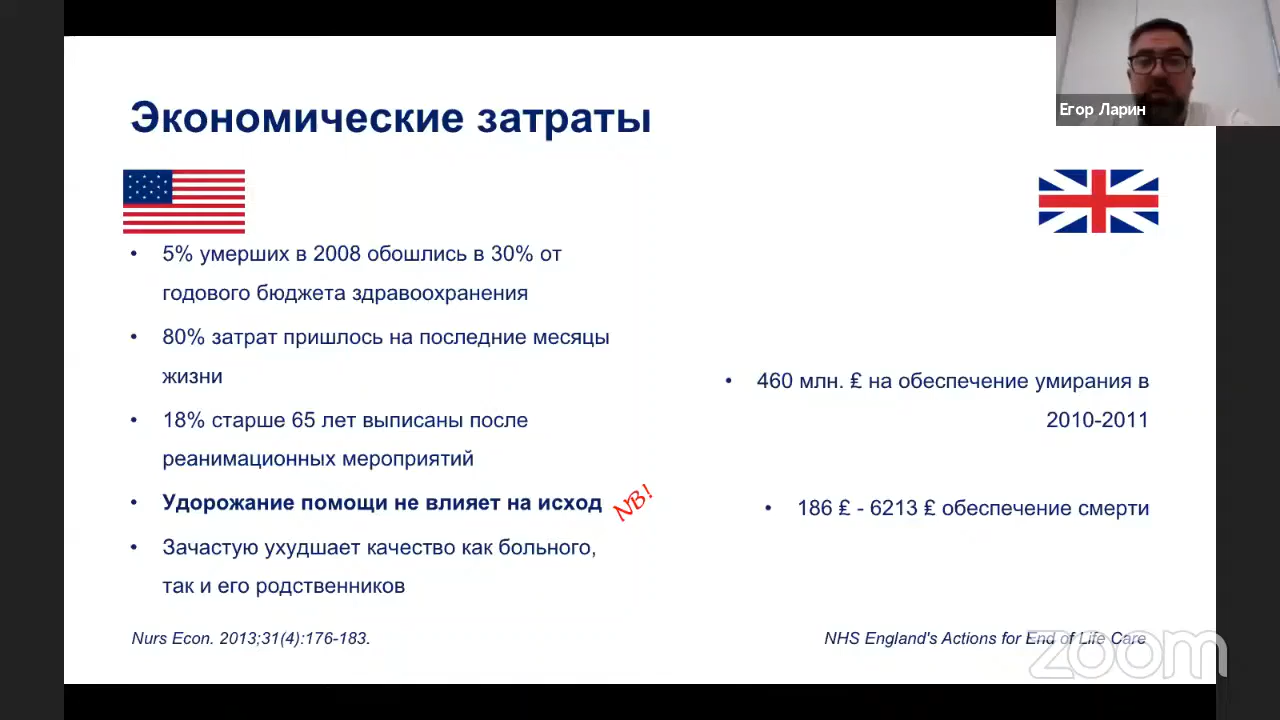 Экономические затраты
Егор Ларин
• 5% умерших в 2008 обошлись в 30% от
годового бюджета здравоохранения
• 80% затрат пришлось на последние месяцы
жизни
• 18% старше 65 лет выписаны после
реанимационных мероприятий
• Удорожание помощи не влияет на исход NB!
• Зачастую ухудшает качество как больного,
так и его родственников
Nurs Econ. 2013;31(4):176-183.
• 460 млн. ₤ на обеспечение умирания в
2010-2011
• 186 ₤ - 6213 ₤ обеспечение смерти
NHS England's Actions for End of Life Care
zoom